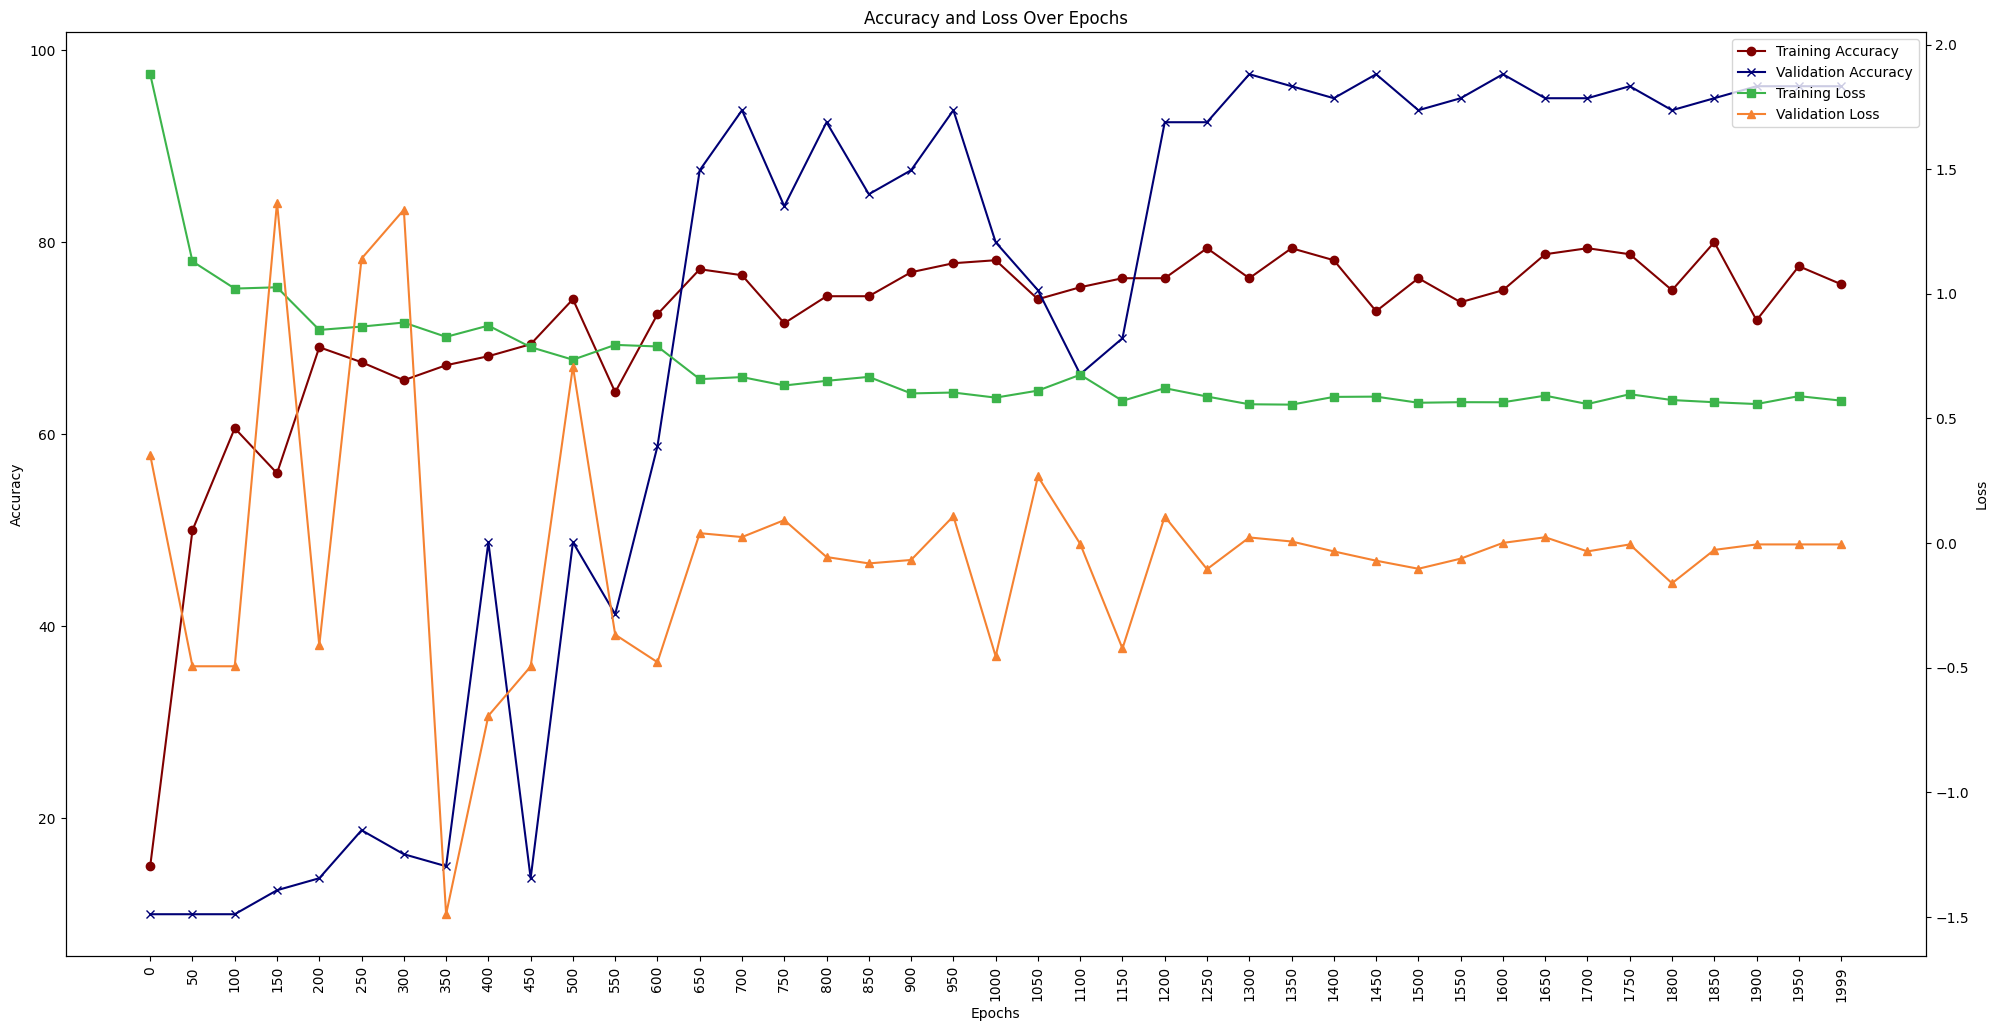 Accuracy and Loss Over Epochs
Training Accuracy
Validation Accuracy
Training Loss
Validation Loss
100
80
60
40
20
Accuracy
2.0
1.5
1.0
0.5
0.0
−0.5
−1.0
−1.5
Loss
0 50 100 150 200 250 300 350 400 450 500 550 600 650 700 750 800 850 900 950 1000 1050 1100 1150 1200 1250 1300 1350 1400 1450 1500 1550 1600 1650 1700 1750 1800 1850 1900 1950 1999
Epochs